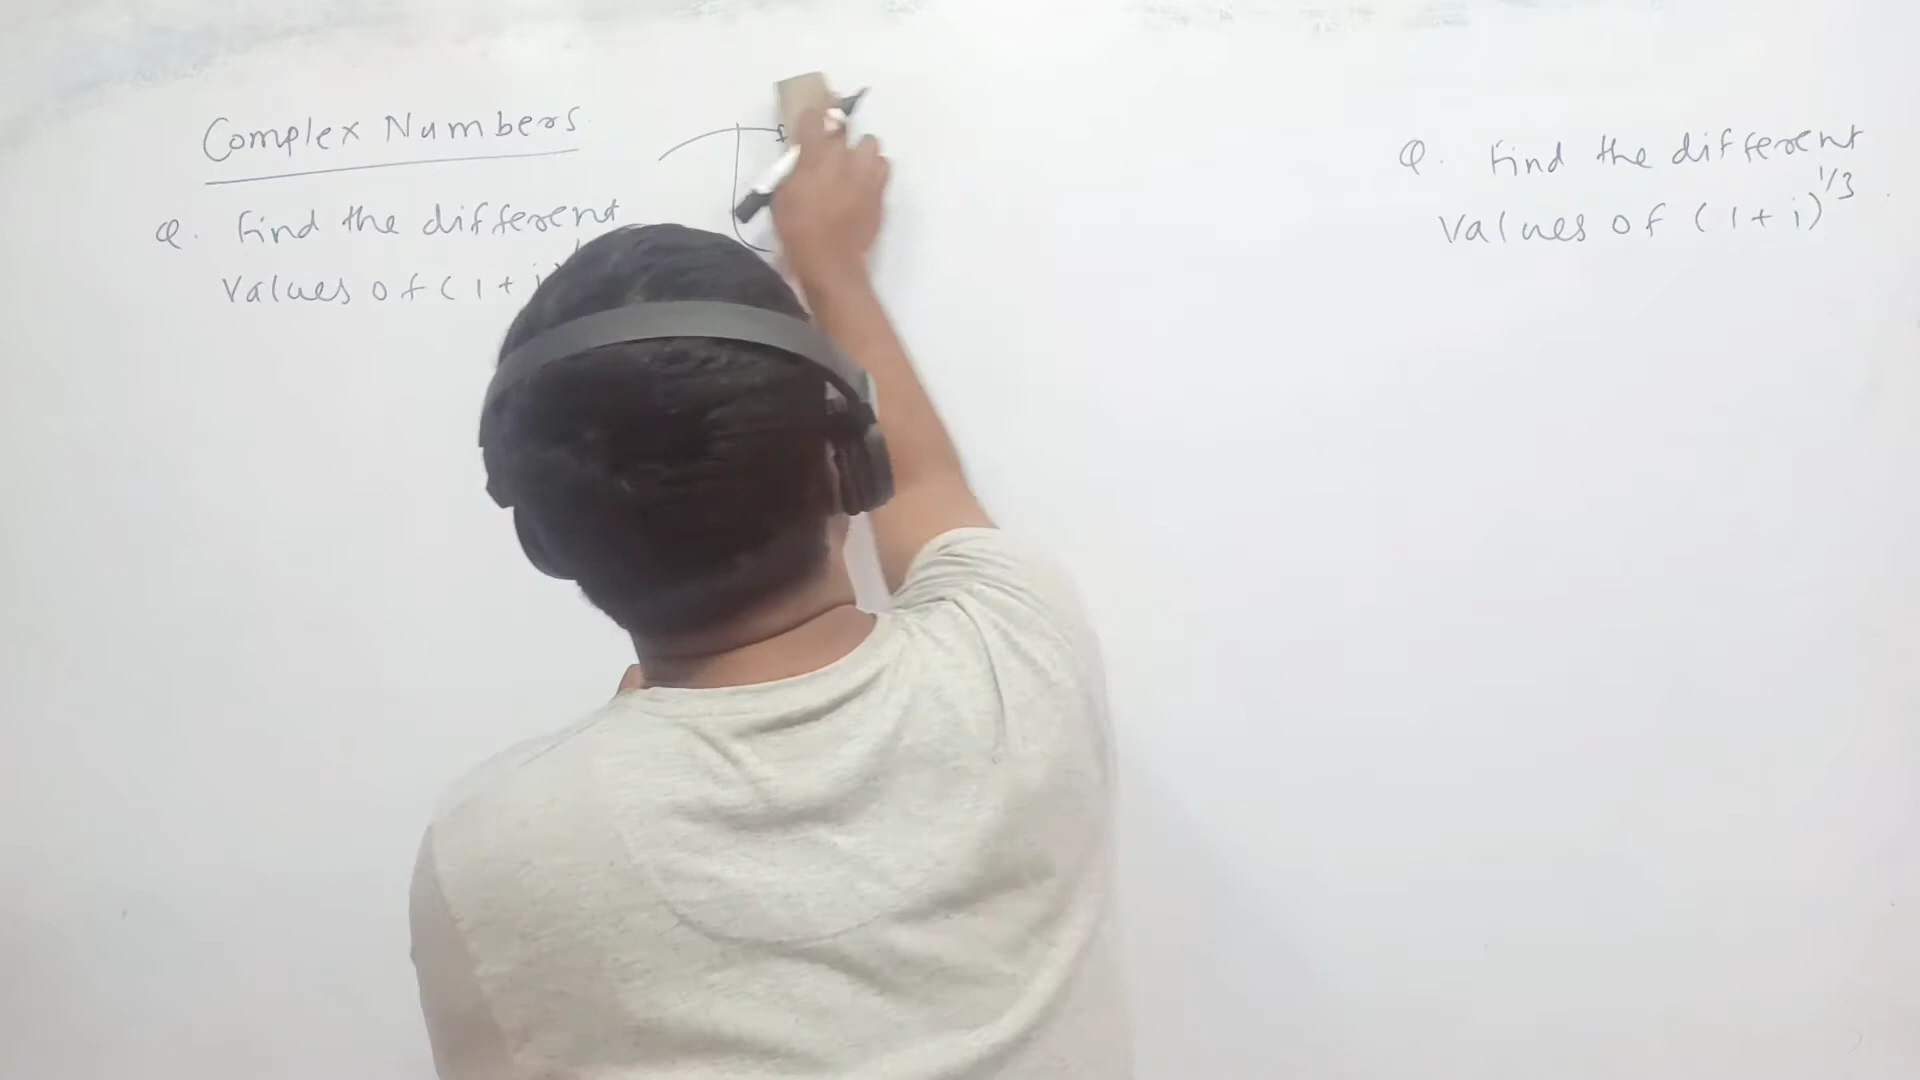 Complex Numbers
Q. Find the different
values of (1+i
Q. Find the different
values of (1+i)^1/3.